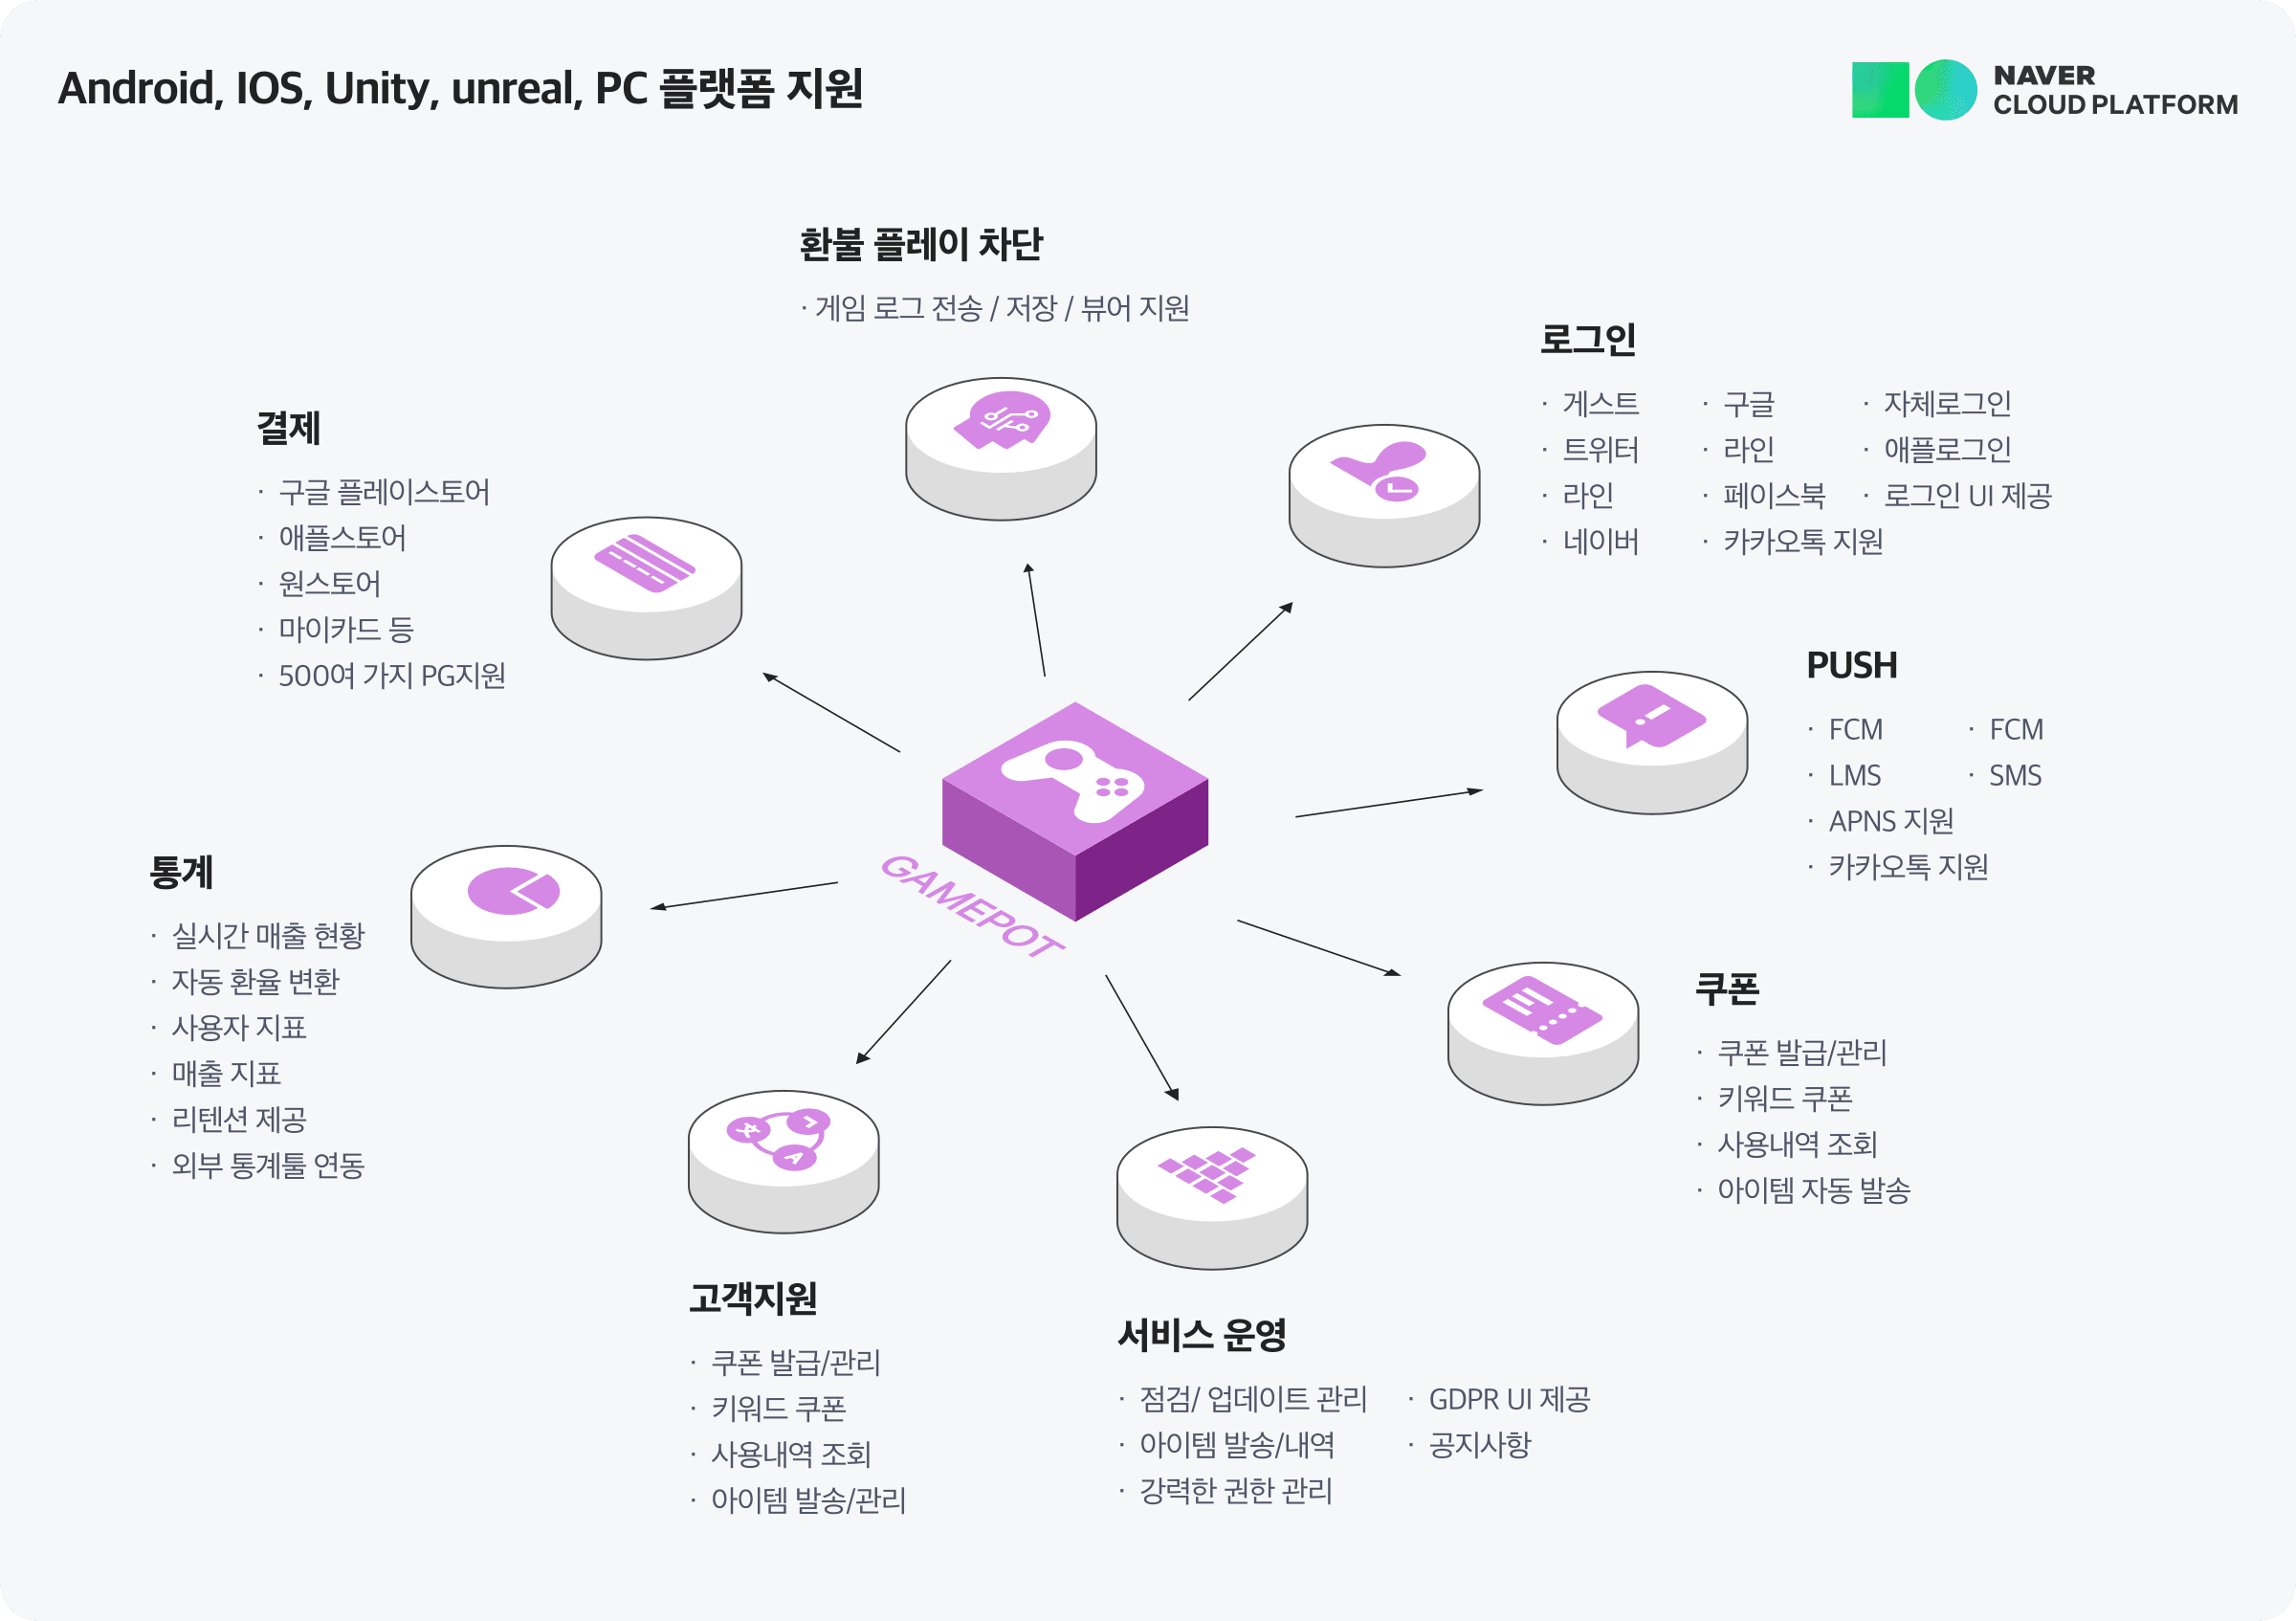 Android, IOS, Unity, unreal, PC 플랫폼 지원
NAVER
CLOUD PLATFORM
환불 플레이 차단
· 게임 로그 전송 / 저장 / 뷰어 지원
로그인
· 게스트 · 구글 · 자체로그인
· 트위터 · 라인 · 애플로그인
· 라인 · 페이스북 · 로그인 UI 제공
· 네이버 · 카카오톡 지원
결제
· 구글 플레이스토어
· 애플스토어
· 원스토어
· 마이카드 등
· 500여 가지 PG지원
PUSH
· FCM · FCM
· LMS · SMS
· APNS 지원
· 카카오톡 지원
GAMEPOT
통계
· 실시간 매출 현황
· 자동 환율 변환
· 사용자 지표
· 매출 지표
· 리텐션 제공
· 외부 통계툴 연동
쿠폰
· 쿠폰 발급/관리
· 키워드 쿠폰
· 사용내역 조회
· 아이템 자동 발송
고객지원
· 쿠폰 발급/관리
· 키워드 쿠폰
· 사용내역 조회
· 아이템 발송/관리
서비스 운영
· 점검/ 업데이트 관리 · GDPR UI 제공
· 아이템 발송/내역 · 공지사항
· 강력한 권한 관리